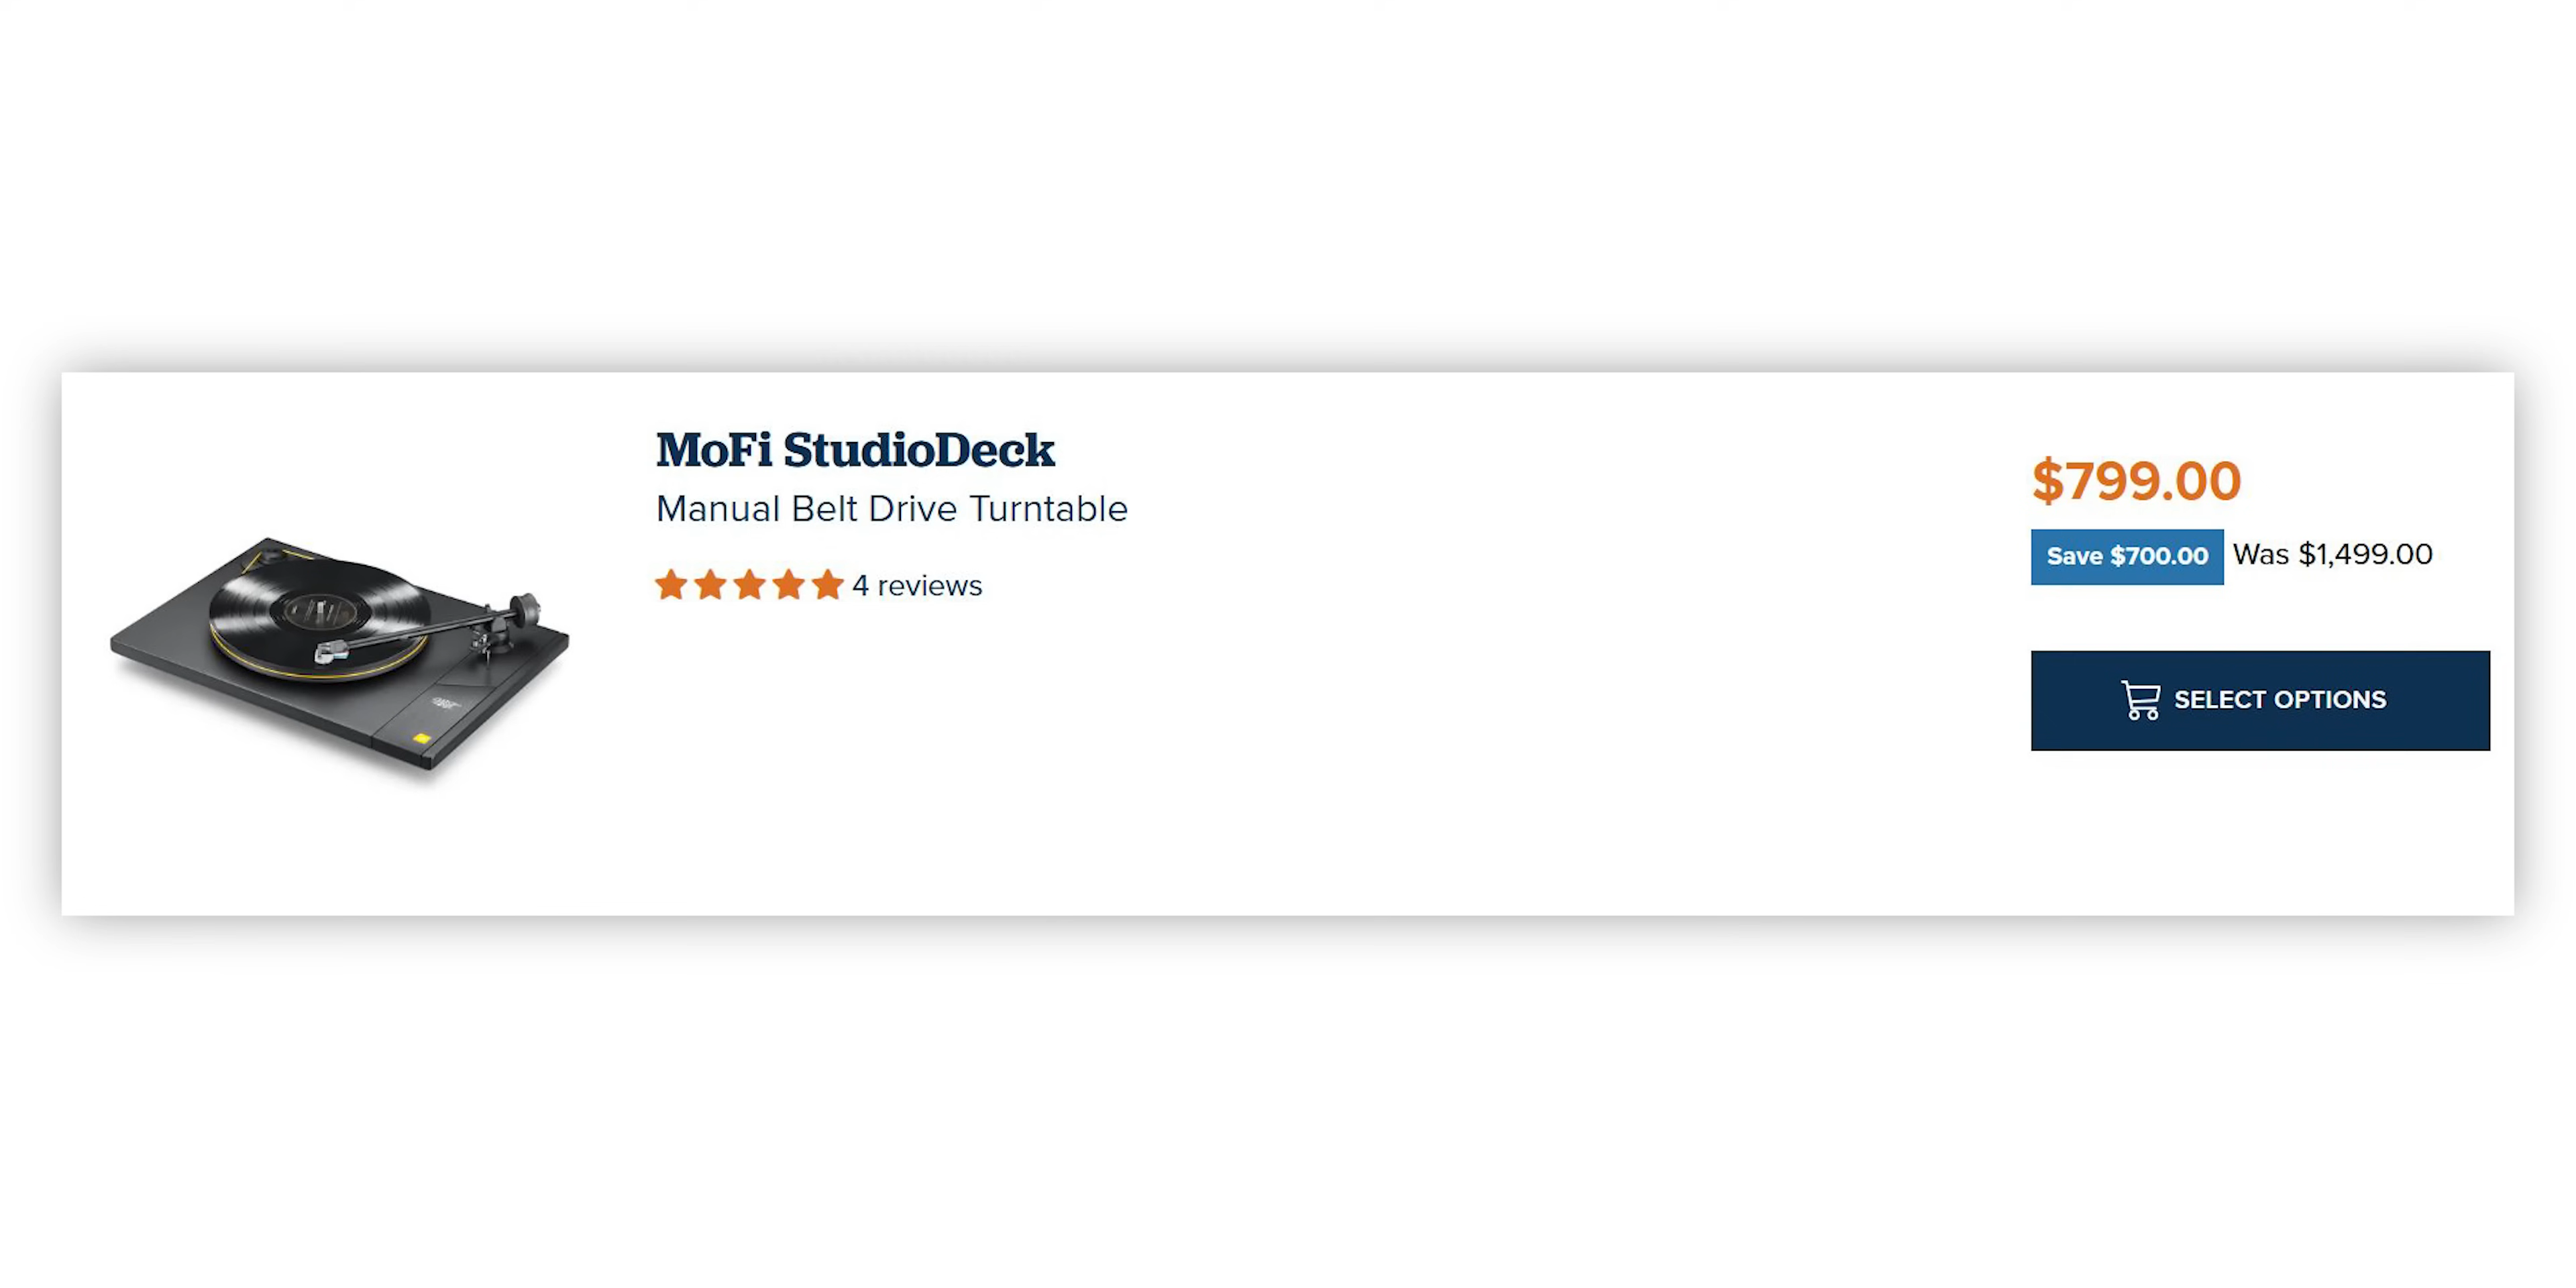 MoFi StudioDeck
Manual Belt Drive Turntable
4 reviews
$799.00
Save $700.00 Was $1,499.00
SELECT OPTIONS